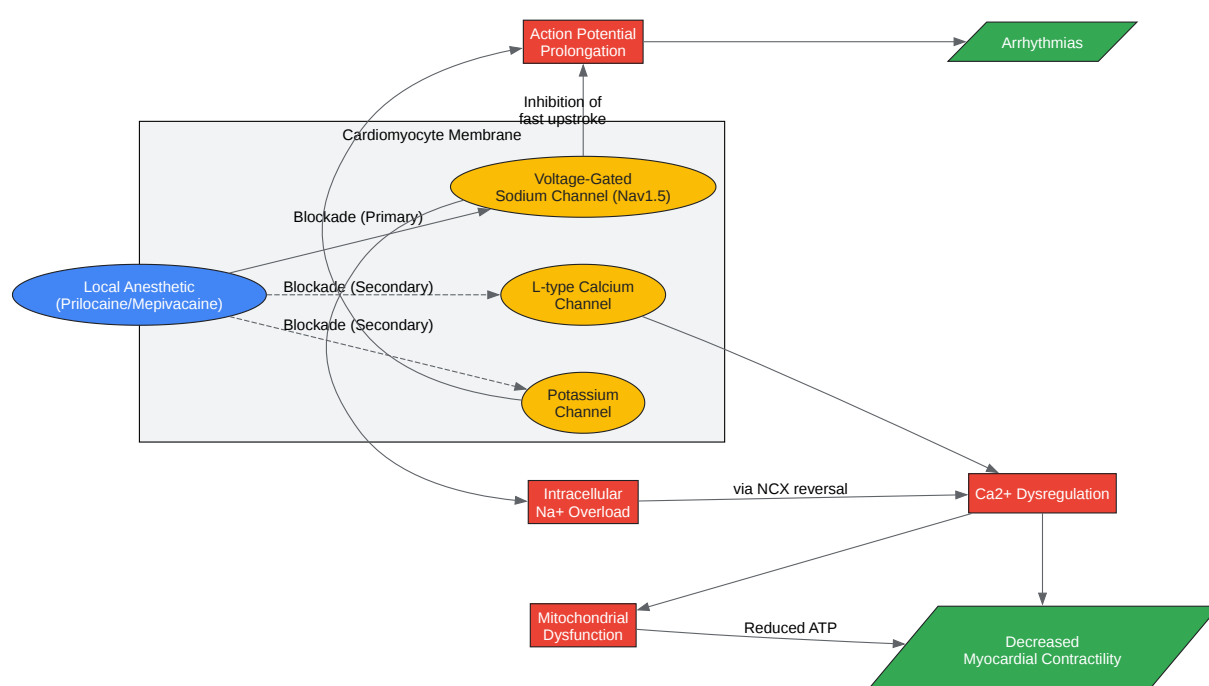 Action Potential
Prolongation
Arrhythmias
Inhibition of
fast upstroke
Cardiomyocyte Membrane
Voltage-Gated
Sodium Channel (Nav1.5)
Blockade (Primary)
Local Anesthetic
(Prilocaine/Mepivacaine)
Blockade (Secondary)
L-type Calcium
Channel
Blockade (Secondary)
Potassium
Channel
Intracellular
Na+ Overload
via NCX reversal
Ca2+ Dysregulation
Mitochondrial
Dysfunction
Reduced ATP
Decreased
Myocardial Contractility